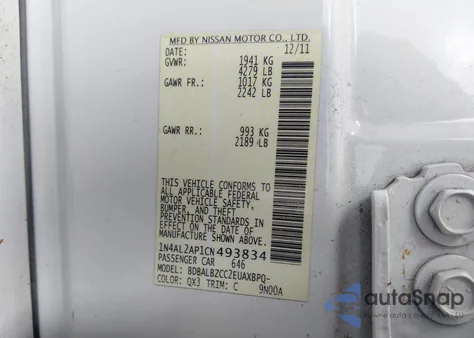 MFD BY NISSAN MOTOR CO., LTD.
DATE: 12/11
GVWR: 1941 KG
4279 LB
GAWR FR.: 1017 KG
2242 LB
GAWR RR.: 993 KG
2189 LB
THIS VEHICLE CONFORMS TO
ALL APPLICABLE FEDERAL
MOTOR VEHICLE SAFETY,
BUMPER, AND THEFT
PREVENTION STANDARDS IN
EFFECT ON THE DATE OF
MANUFACTURE SHOWN ABOVE.
1N4AL2AP1CN493834
PASSENGER CAR 646
MODEL: BDBALBZCC2EUAXBPQ-
COLOR: QX3 TRIM: C 9N00A
autoSnap